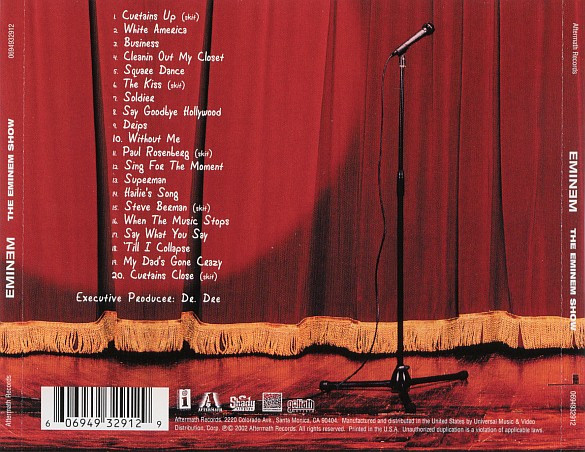 0694932912
THE EMINEM SHOW
EMINƎM
Aftermath Records
1. Curtains Up (skit)
2. White America
3. Business
4. Cleanin Out My Closet
5. Square Dance
6. The Kiss (skit)
7. Soldier
8. Say Goodbye Hollywood
9. Drips
10. Without Me
11. Paul Rosenberg (skit)
12. Sing For The Moment
13. Superman
14. Hailie's Song
15. Steve Berman (skit)
16. When The Music Stops
17. Say What You Say
18. 'Till I Collapse
19. My Dad's Gone Crazy
20. Curtains Close (skit)
Executive Producer: Dr. Dre
6 06949 32912 9
AFTERMATH
Shady
Aftermath Records, 2220 Colorado Ave., Santa Monica, CA 90404. Manufactured and distributed in the United States by Universal Music & Video
Distribution, Corp. ℗ © 2002 Aftermath Records. All rights reserved. Printed in the U.S.A. Unauthorized duplication is a violation of applicable laws.
Aftermath Records
EMINƎM
THE EMINEM SHOW
0694932912